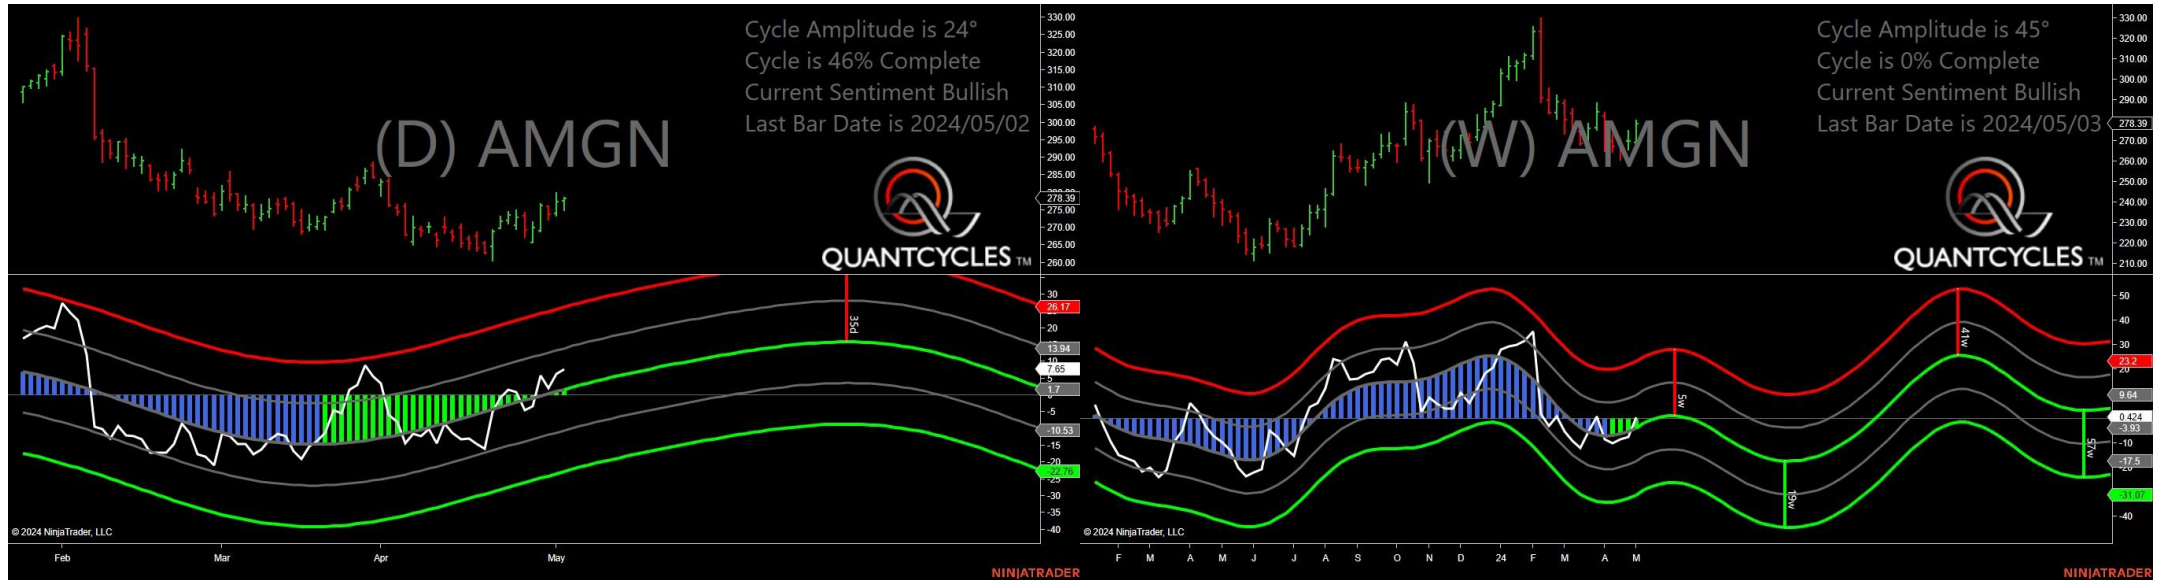 Cycle Amplitude is 24°
Cycle is 46% Complete
Current Sentiment Bullish
Last Bar Date is 2024/05/02
(D) AMGN
QUANTCYCLES TM
330.00
325.00
320.00
315.00
310.00
305.00
300.00
295.00
290.00
285.00
278.39
275.00
270.00
265.00
260.00
35d
30
26.17
20
13.94
10
7.65
5
1.7
-5
-10.53
-15
-20
-22.76
-25
-30
-35
-40
© 2024 NinjaTrader, LLC
Feb Mar Apr May
NINJATRADER
Cycle Amplitude is 45°
Cycle is 0% Complete
Current Sentiment Bullish
Last Bar Date is 2024/05/03
(W) AMGN
QUANTCYCLES TM
330.00
320.00
310.00
300.00
290.00
278.39
270.00
260.00
250.00
240.00
230.00
220.00
210.00
5w
19w
41w
57w
50
40
30
23.2
20
9.64
0.424
-3.93
-10
-17.5
-20
-31.07
-40
© 2024 NinjaTrader, LLC
F M A M J J A S O N D 24 F M A M
NINJATRADER